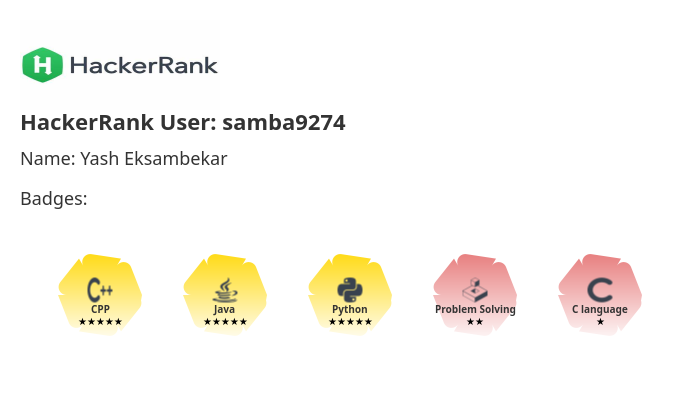 H HackerRank
HackerRank User: samba9274
Name: Yash Eksambekar
Badges:
C++ 
CPP Java Python Problem Solving C language
★★★★★ ★★★★★ ★★★★★ ★★ ★